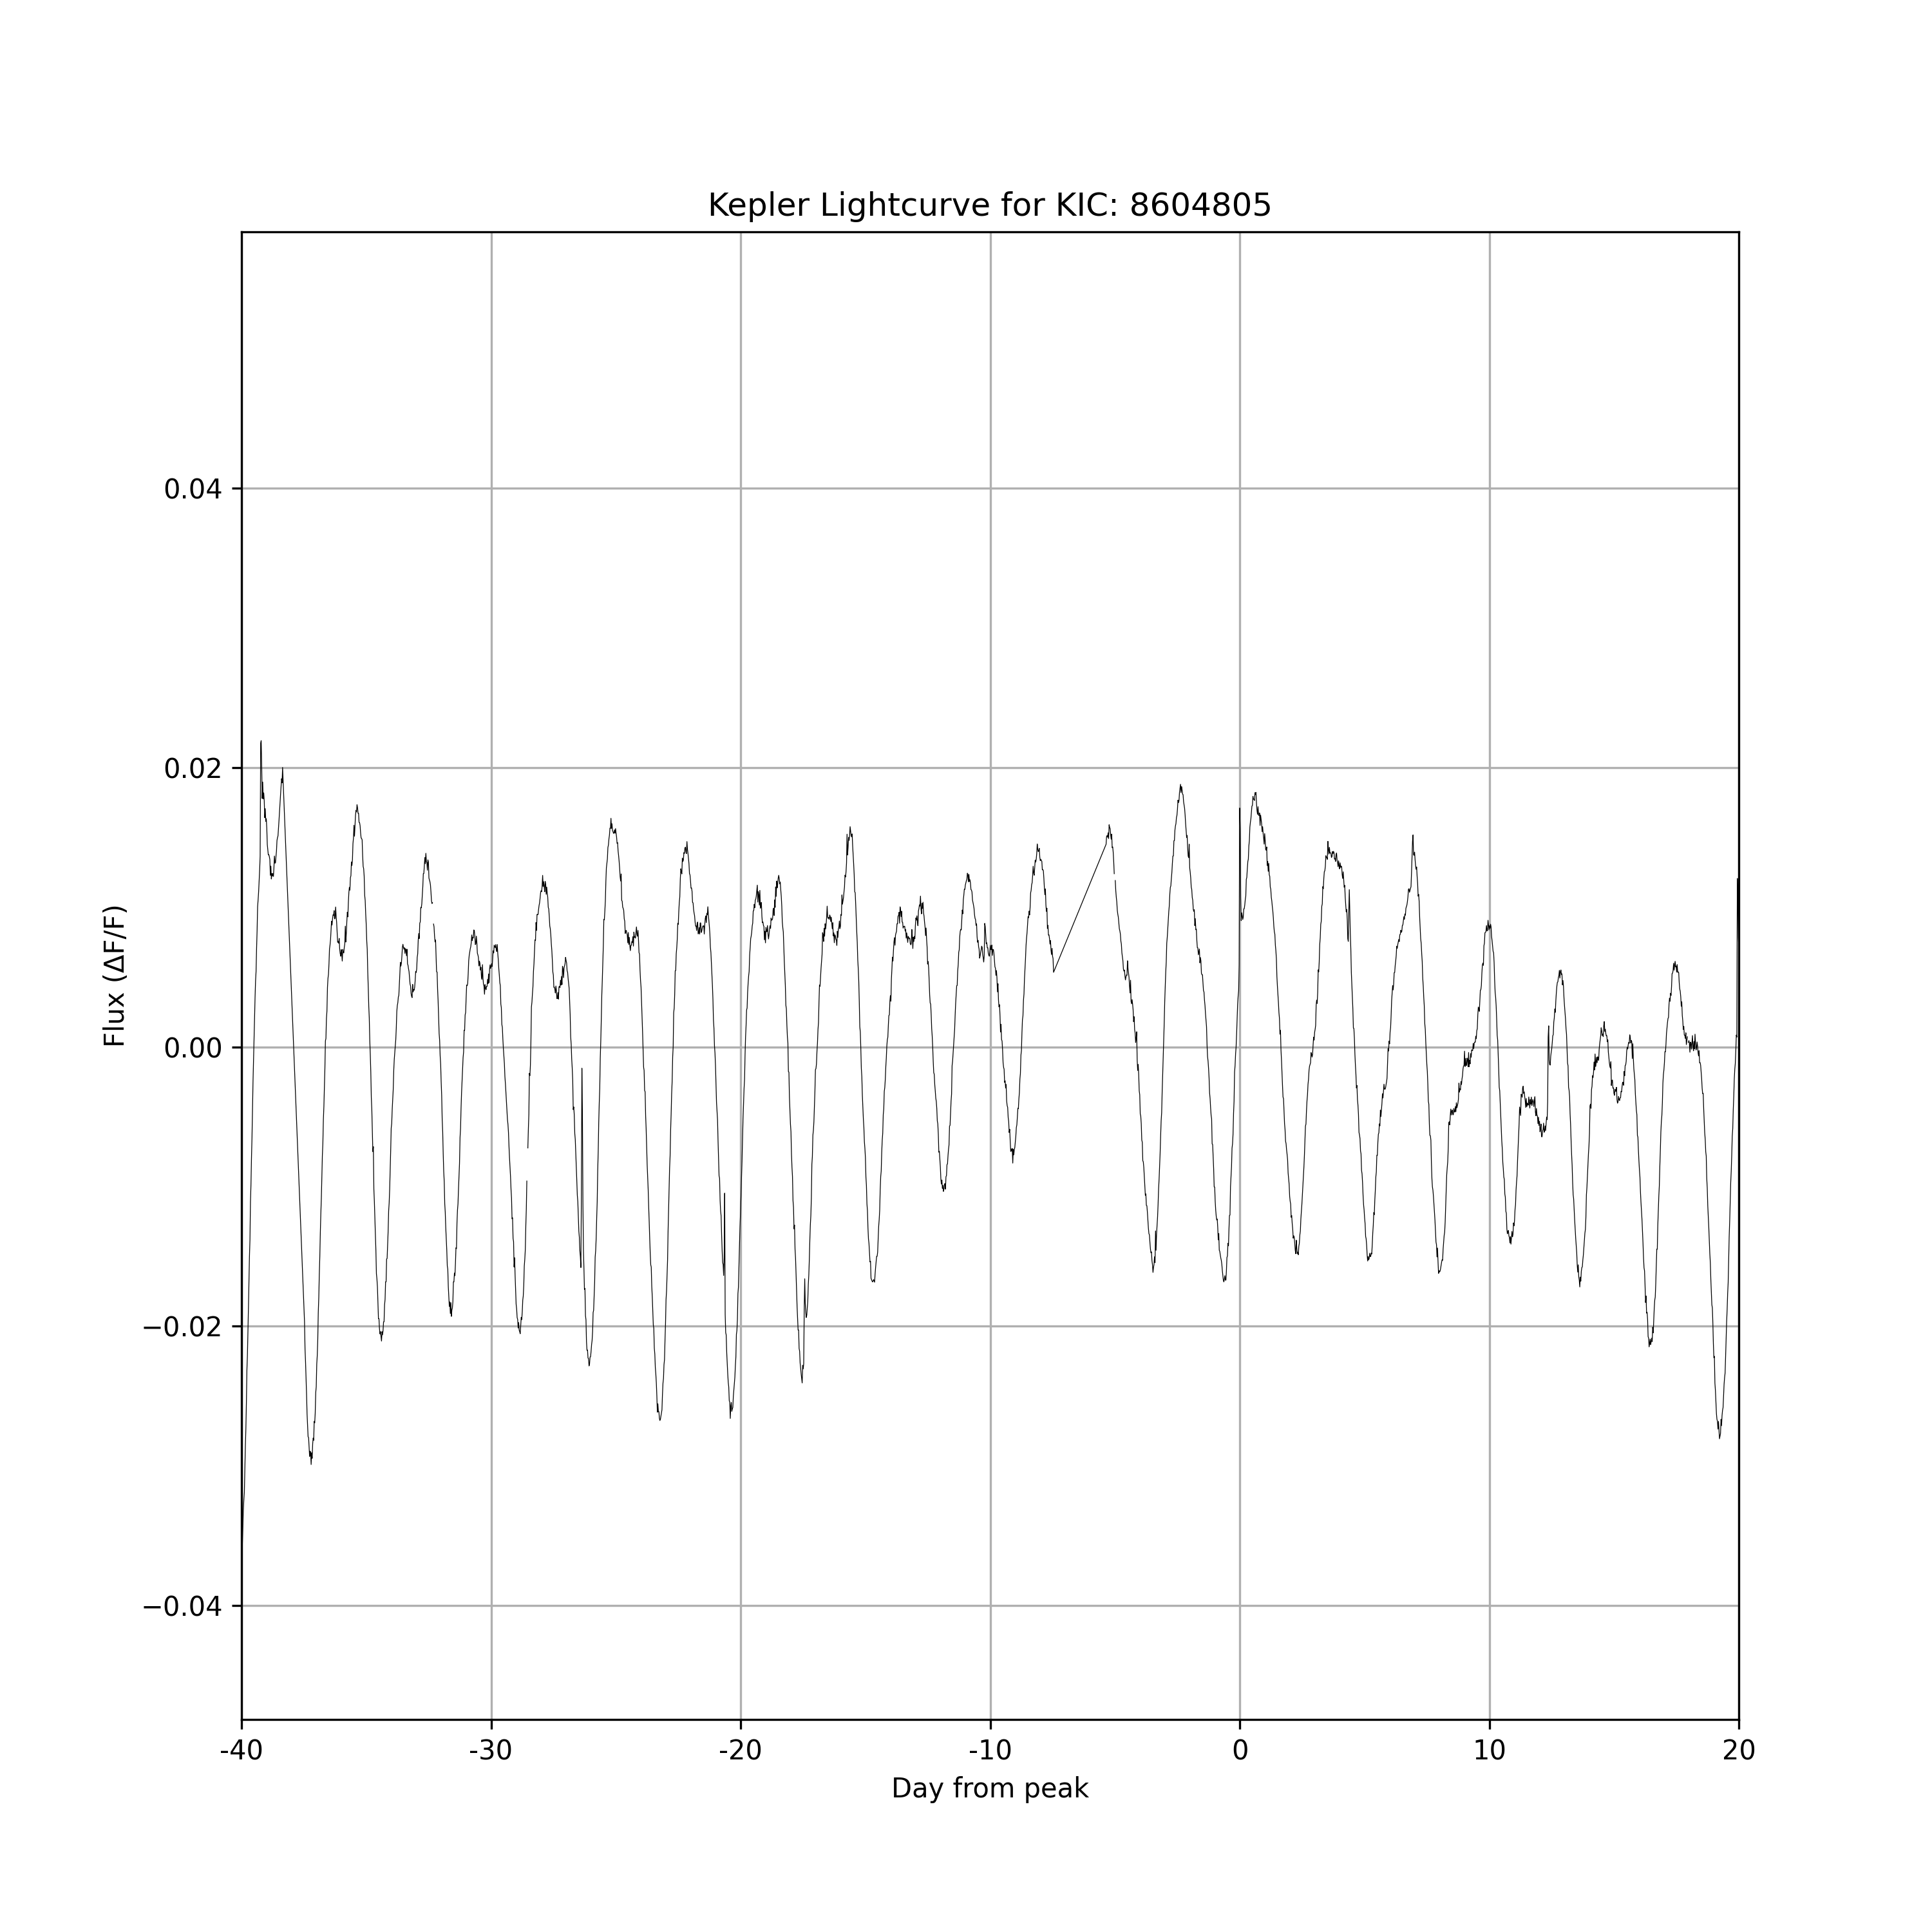 Kepler Lightcurve for KIC: 8604805
Flux (ΔF/F)
0.04
0.02
0.00
−0.02
−0.04
-40 -30 -20 -10 0 10 20
Day from peak